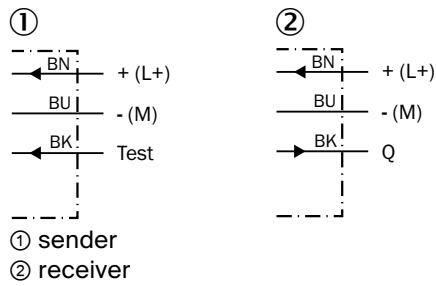 ① ②
BN + (L+) BN + (L+)
BU - (M) BU - (M)
BK Test BK Q
① sender
② receiver